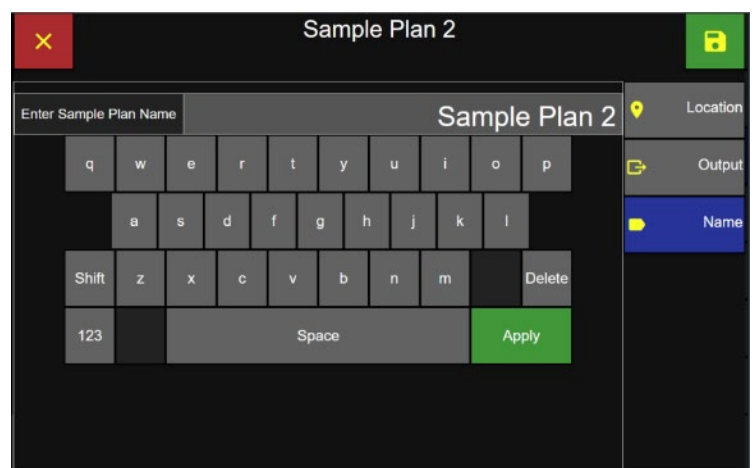 Sample Plan 2
Enter Sample Plan Name Sample Plan 2
Location
Output
Name
q w e r t y u i o p
a s d f g h j k l
Shift z x c v b n m Delete
123 Space Apply